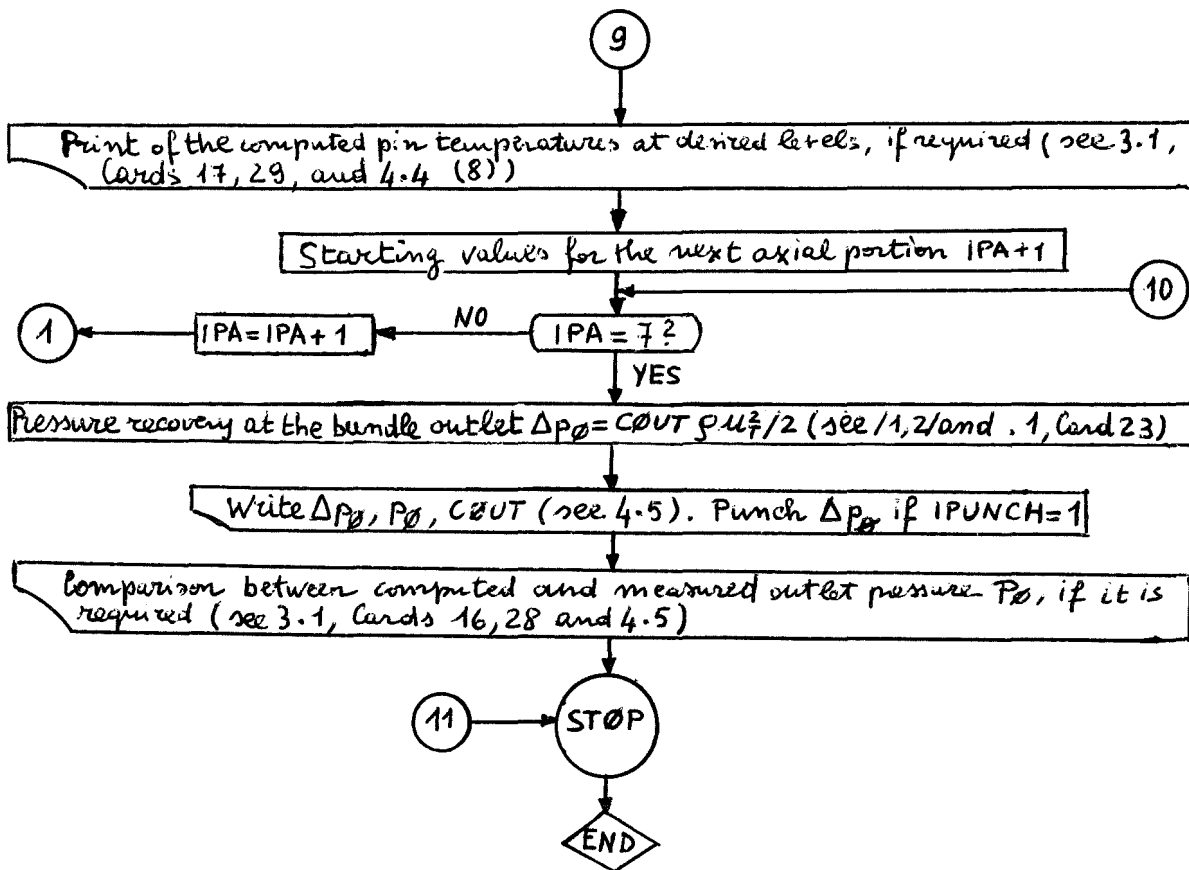 9
Print of the computed pin temperatures at desired levels, if required (see 3.1,
Cards 17, 29, and 4.4 (8))
Starting values for the next axial portion IPA+1
10
1
IPA=IPA+1
NO
IPA = 7?
YES
Pressure recovery at the bundle outlet Δpø = CØUT ρ u²T/2 (see /1,2/ and .1, Card 23)
Write Δpø, pø, CØUT (see 4.5). Punch Δpø if IPUNCH=1
Comparison between computed and measured outlet pressure Pø, if it is
required (see 3.1, Cards 16, 28 and 4.5)
11
STØP
END